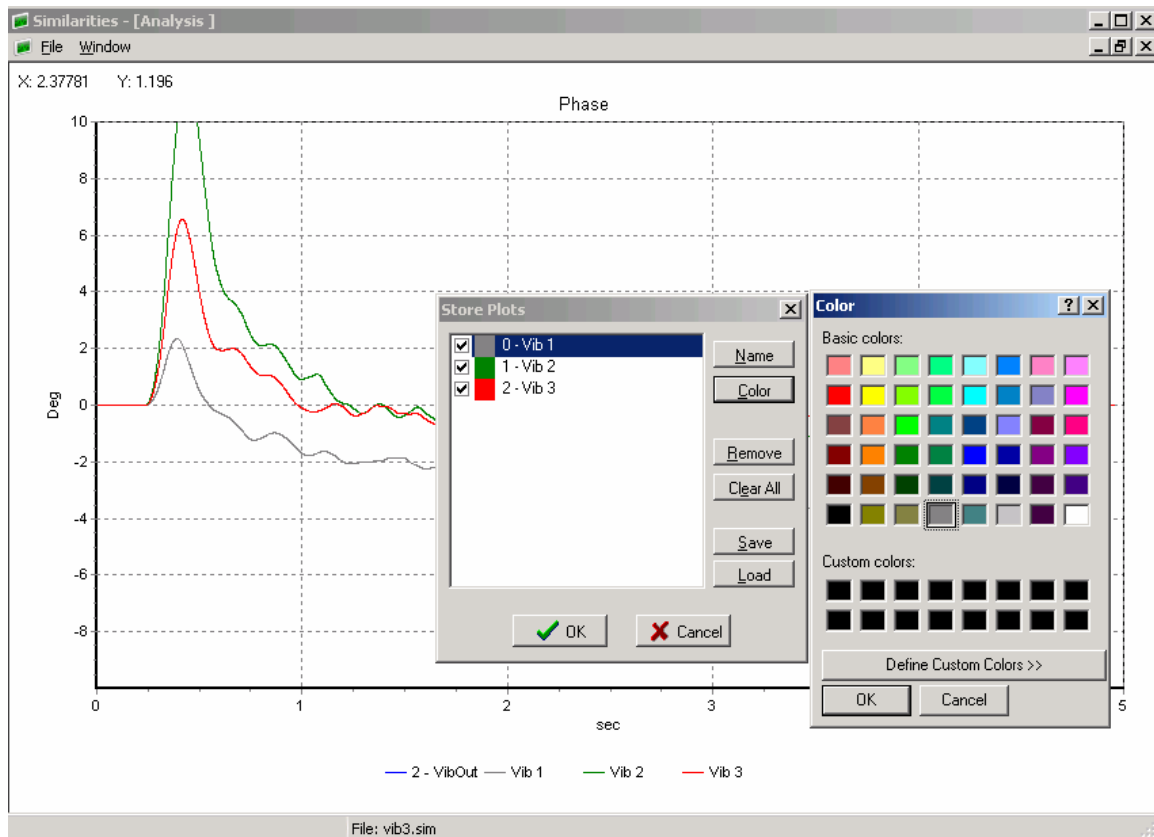 Similarities - [Analysis ]
File Window
X: 2.37781 Y: 1.196
Phase
10
8
6
4
2
0
-2
-4
-6
-8
Deg
0 1 2 3 5
sec
2 - VibOut Vib 1 Vib 2 Vib 3
File: vib3.sim
Store Plots
0 - Vib 1
1 - Vib 2
2 - Vib 3
Name
Color
Remove
Clear All
Save
Load
OK Cancel
Color
Basic colors:
Custom colors:
Define Custom Colors >>
OK Cancel